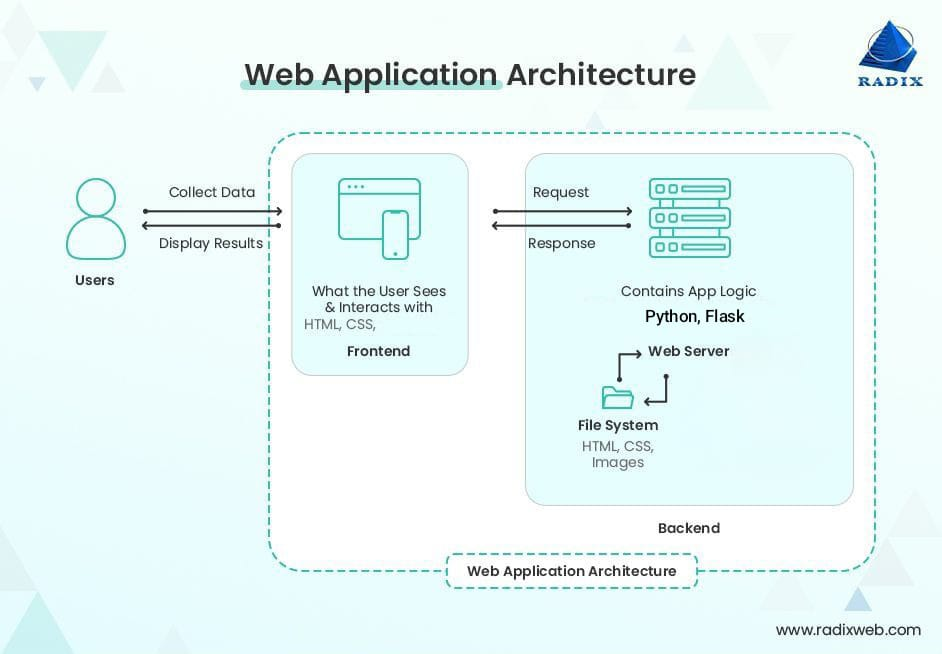 Web Application Architecture
RADIX
Collect Data
Display Results
Users
What the User Sees
& Interacts with
HTML, CSS,
Frontend
Request
Response
Contains App Logic
Python, Flask
Web Server
File System
HTML, CSS,
Images
Backend
Web Application Architecture
www.radixweb.com